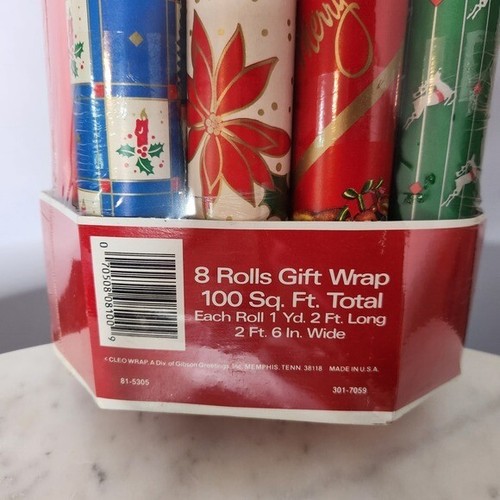 erry
8 Rolls Gift Wrap
100 Sq. Ft. Total
Each Roll 1 Yd. 2 Ft. Long
2 Ft. 6 In. Wide
0 70508 08100 9
CLEO WRAP, A Div. of Gibson Greetings, Inc. MEMPHIS, TENN. 38118 MADE IN U.S.A.
81-5305
301-7059